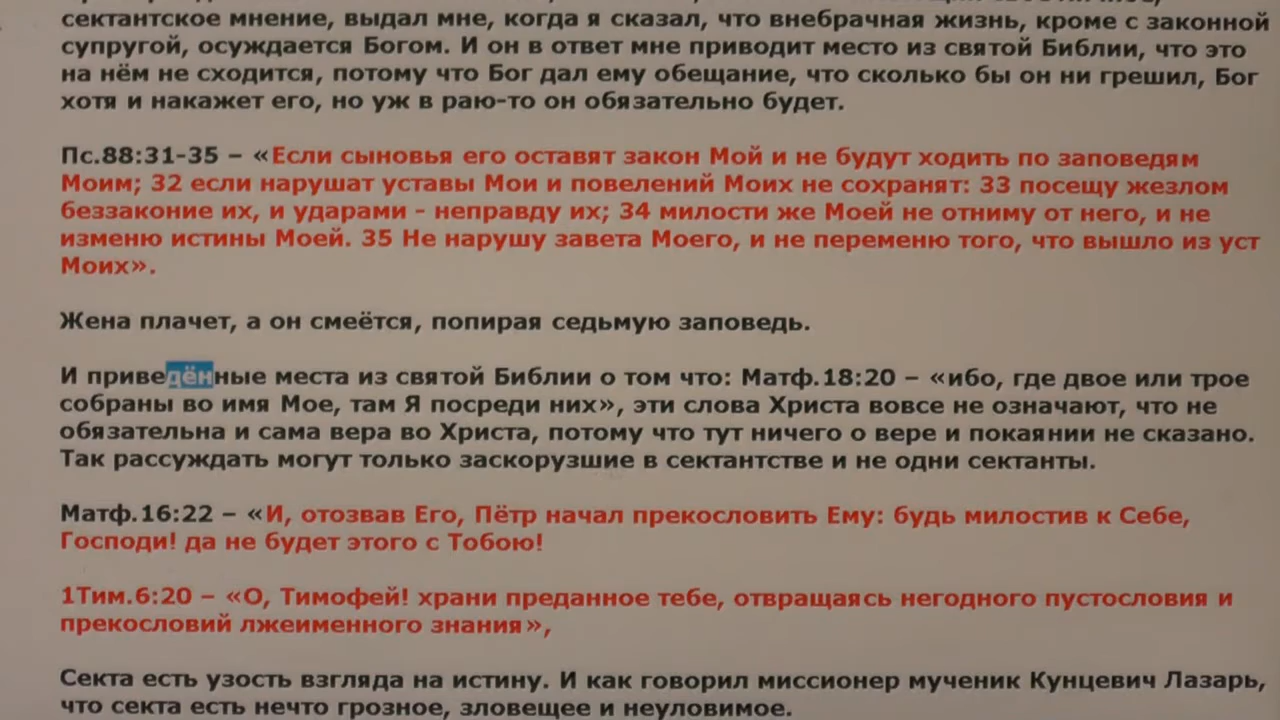 сектантское мнение, выдал мне, когда я сказал, что внебрачная жизнь, кроме с законной
супругой, осуждается Богом. И он в ответ мне приводит место из святой Библии, что это
на нём не сходится, потому что Бог дал ему обещание, что сколько бы он ни грешил, Бог
хотя и накажет его, но уж в раю-то он обязательно будет.
Пс.88:31-35 – «Если сыновья его оставят закон Мой и не будут ходить по заповедям
Моим; 32 если нарушат уставы Мои и повелений Моих не сохранят: 33 посещу жезлом
беззаконие их, и ударами - неправду их; 34 милости же Моей не отниму от него, и не
изменю истины Моей. 35 Не нарушу завета Моего, и не переменю того, что вышло из уст
Моих».
Жена плачет, а он смеётся, попирая седьмую заповедь.
И приведённые места из святой Библии о том что: Матф.18:20 – «ибо, где двое или трое
собраны во имя Мое, там Я посреди них», эти слова Христа вовсе не означают, что не
обязательна и сама вера во Христа, потому что тут ничего о вере и покаянии не сказано.
Так рассуждать могут только заскорузшие в сектантстве и не одни сектанты.
Матф.16:22 – «И, отозвав Его, Пётр начал прекословить Ему: будь милостив к Себе,
Господи! да не будет этого с Тобою!
1Тим.6:20 – «О, Тимофей! храни преданное тебе, отвращаясь негодного пустословия и
прекословий лжеименного знания»,
Секта есть узость взгляда на истину. И как говорил миссионер мученик Кунцевич Лазарь,
что секта есть нечто грозное, зловещее и неуловимое.